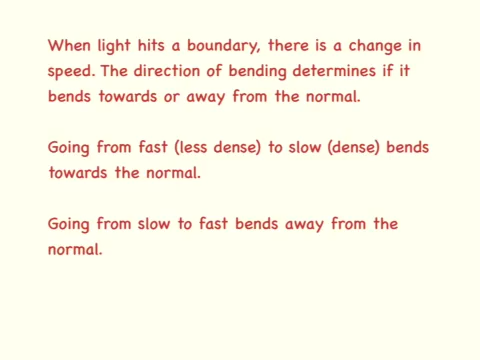 When light hits a boundary, there is a change in
speed. The direction of bending determines if it
bends towards or away from the normal.
Going from fast (less dense) to slow (dense) bends
towards the normal.
Going from slow to fast bends away from the
normal.